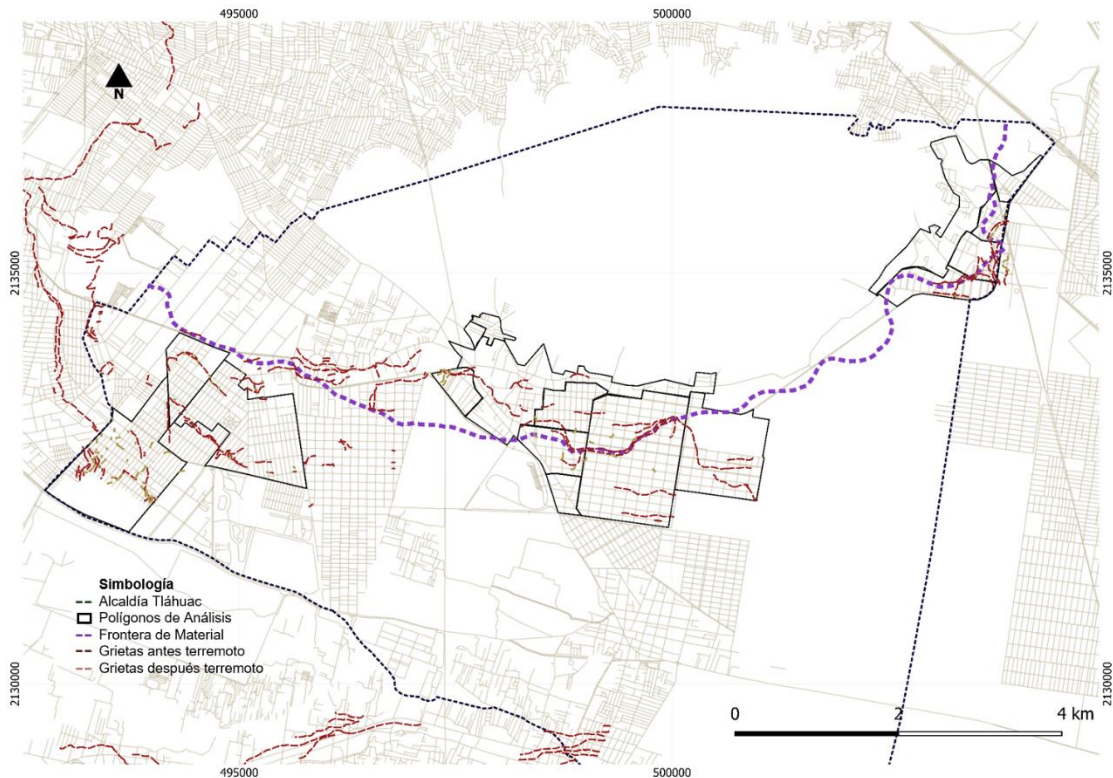 495000
500000
N
2135000
2135000
Simbología
Alcaldía Tláhuac
Polígonos de Análisis
Frontera de Material
Grietas antes terremoto
Grietas después terremoto
2130000
2130000
0 2 4 km
495000
500000